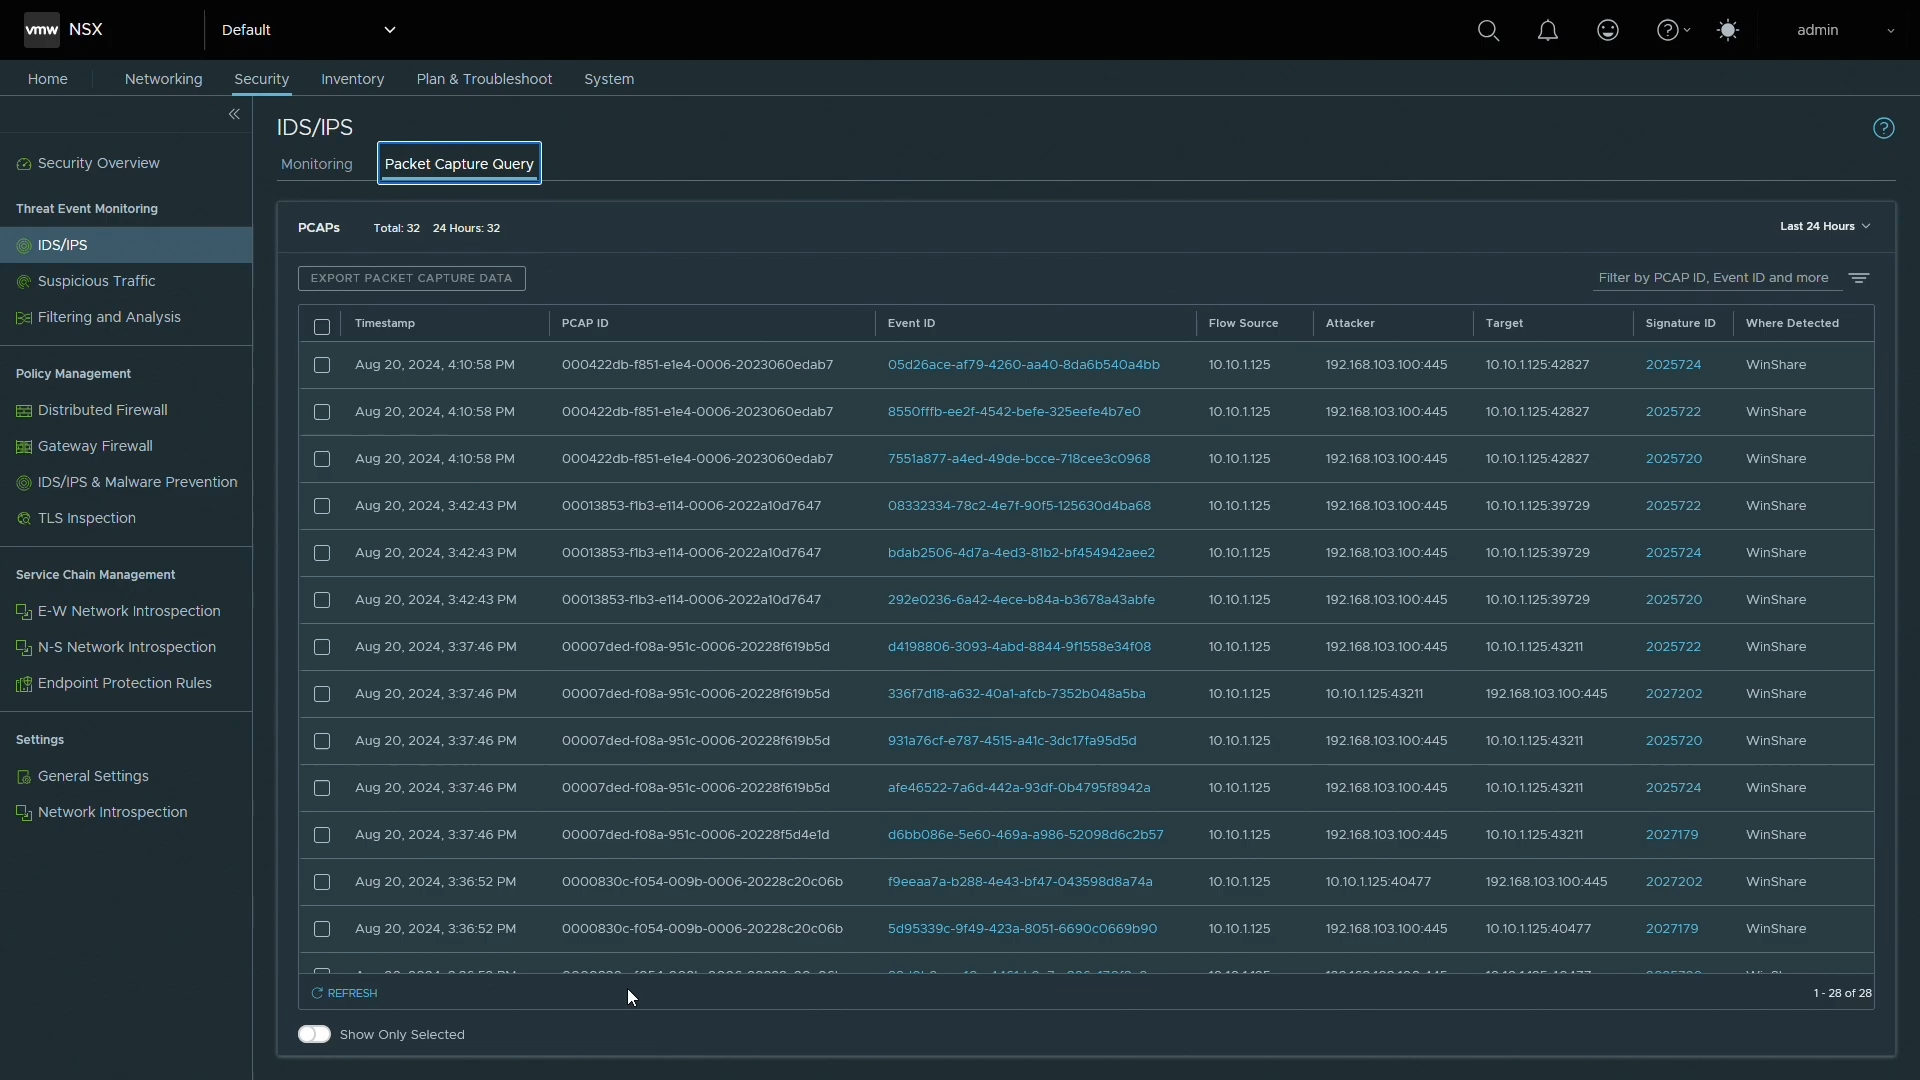 vmw NSX Default admin
Home Networking Security Inventory Plan & Troubleshoot System
Security Overview
Threat Event Monitoring
IDS/IPS
Suspicious Traffic
Filtering and Analysis
Policy Management
Distributed Firewall
Gateway Firewall
IDS/IPS & Malware Prevention
TLS Inspection
Service Chain Management
E-W Network Introspection
N-S Network Introspection
Endpoint Protection Rules
Settings
General Settings
Network Introspection
IDS/IPS
Monitoring Packet Capture Query
PCAPs Total: 32 24 Hours: 32 Last 24 Hours
EXPORT PACKET CAPTURE DATA Filter by PCAP ID, Event ID and more
Timestamp PCAP ID Event ID Flow Source Attacker Target Signature ID Where Detected
Aug 20, 2024, 4:10:58 PM 000422db-f851-e1e4-0006-2023060edab7 05d26ace-af79-4260-aa40-8da6b540a4bb 10.10.1.125 192.168.103.100:445 10.10.1.125:42827 2025724 WinShare
Aug 20, 2024, 4:10:58 PM 000422db-f851-e1e4-0006-2023060edab7 8550fffb-ee2f-4542-befe-325eefe4b7e0 10.10.1.125 192.168.103.100:445 10.10.1.125:42827 2025722 WinShare
Aug 20, 2024, 4:10:58 PM 000422db-f851-e1e4-0006-2023060edab7 7551a877-a4ed-49de-bcce-718cee3c0968 10.10.1.125 192.168.103.100:445 10.10.1.125:42827 2025720 WinShare
Aug 20, 2024, 3:42:43 PM 00013853-f1b3-e114-0006-2022a10d7647 08332334-78c2-4e7f-90f5-125630d4ba68 10.10.1.125 192.168.103.100:445 10.10.1.125:39729 2025722 WinShare
Aug 20, 2024, 3:42:43 PM 00013853-f1b3-e114-0006-2022a10d7647 bdab2506-4d7a-4ed3-81b2-bf454942aee2 10.10.1.125 192.168.103.100:445 10.10.1.125:39729 2025724 WinShare
Aug 20, 2024, 3:42:43 PM 00013853-f1b3-e114-0006-2022a10d7647 292e0236-6a42-4ece-b84a-b3678a43abfe 10.10.1.125 192.168.103.100:445 10.10.1.125:39729 2025720 WinShare
Aug 20, 2024, 3:37:46 PM 00007ded-f08a-951c-0006-20228f619b5d d4198806-3093-4abd-8844-9f1558e34f08 10.10.1.125 192.168.103.100:445 10.10.1.125:43211 2025722 WinShare
Aug 20, 2024, 3:37:46 PM 00007ded-f08a-951c-0006-20228f619b5d 336f7d18-a632-40a1-afcb-7352b048a5ba 10.10.1.125 10.10.1.125:43211 192.168.103.100:445 2027202 WinShare
Aug 20, 2024, 3:37:46 PM 00007ded-f08a-951c-0006-20228f619b5d 931a76cf-e787-4515-a41c-3dc17fa95d5d 10.10.1.125 192.168.103.100:445 10.10.1.125:43211 2025720 WinShare
Aug 20, 2024, 3:37:46 PM 00007ded-f08a-951c-0006-20228f619b5d afe46522-7a6d-442a-93df-0b4795f8942a 10.10.1.125 192.168.103.100:445 10.10.1.125:43211 2025724 WinShare
Aug 20, 2024, 3:37:46 PM 00007ded-f08a-951c-0006-20228f5d4e1d d6bb086e-5e60-469a-a986-52098d6c2b57 10.10.1.125 192.168.103.100:445 10.10.1.125:43211 2027179 WinShare
Aug 20, 2024, 3:36:52 PM 0000830c-f054-009b-0006-20228c20c06b f9eeaa7a-b288-4e43-bf47-043598d8a74a 10.10.1.125 10.10.1.125:40477 192.168.103.100:445 2027202 WinShare
Aug 20, 2024, 3:36:52 PM 0000830c-f054-009b-0006-20228c20c06b 5d95339c-9f49-423a-8051-6690c0669b90 10.10.1.125 192.168.103.100:445 10.10.1.125:40477 2027179 WinShare
REFRESH 1 - 28 of 28
Show Only Selected